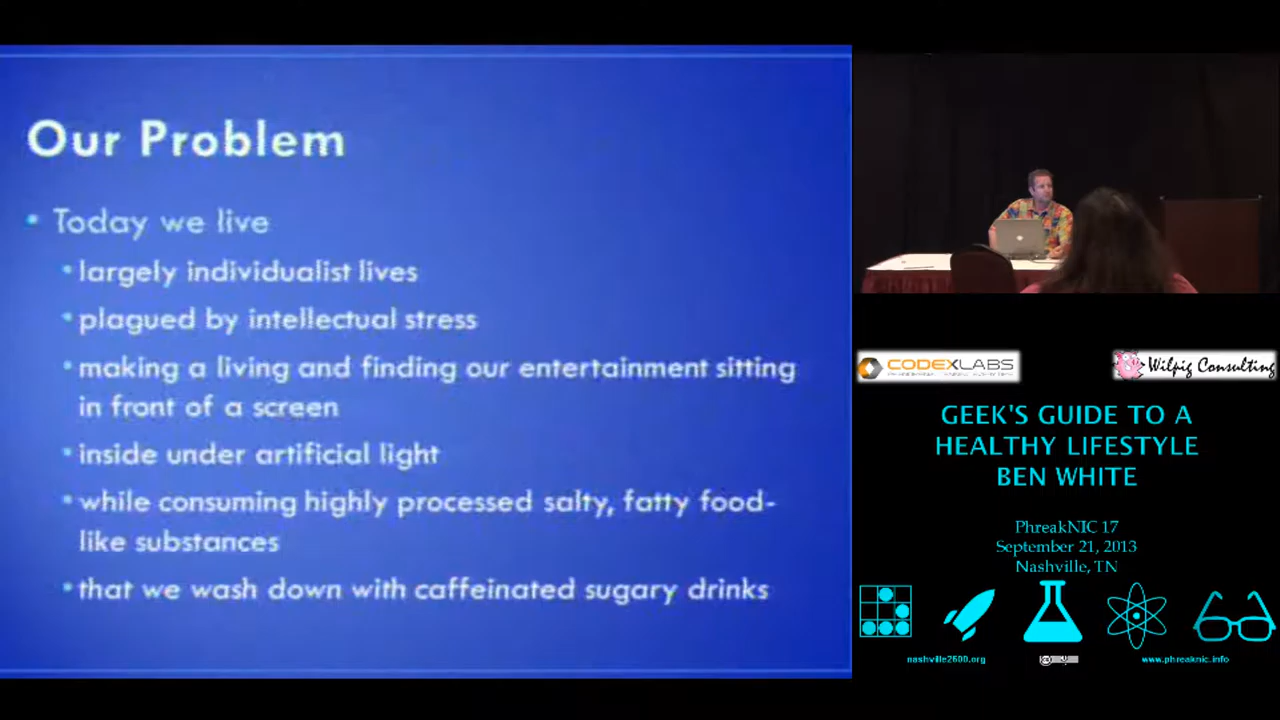 Our Problem
• Today we live
• largely individualist lives
• plagued by intellectual stress
• making a living and finding our entertainment sitting
in front of a screen
• inside under artificial light
• while consuming highly processed salty, fatty food-
like substances
• that we wash down with caffeinated sugary drinks
CODEXLABS
Wilpig Consulting
GEEK'S GUIDE TO A
HEALTHY LIFESTYLE
BEN WHITE
PhreakNIC 17
September 21, 2013
Nashville, TN
nashville2600.org
www.phreaknic.info